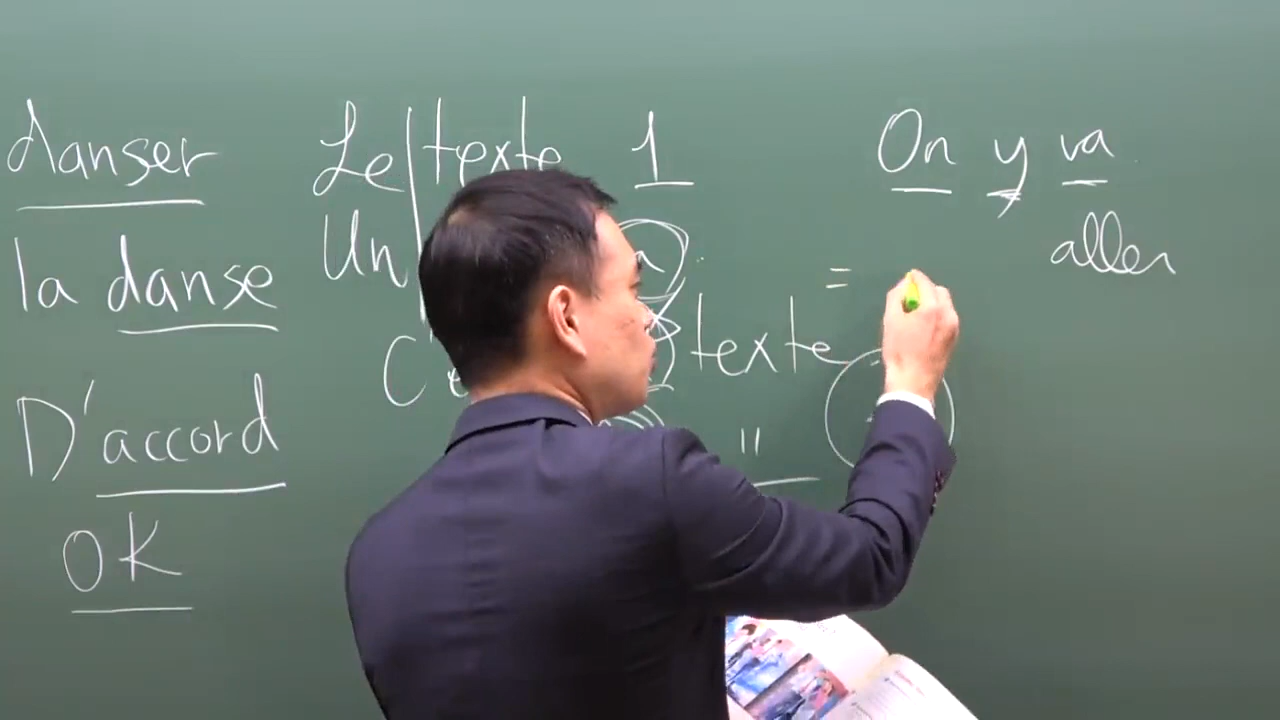 danser
la danse
D'accord
OK
Le texte 1
Un
texte
"
On y va
aller
=